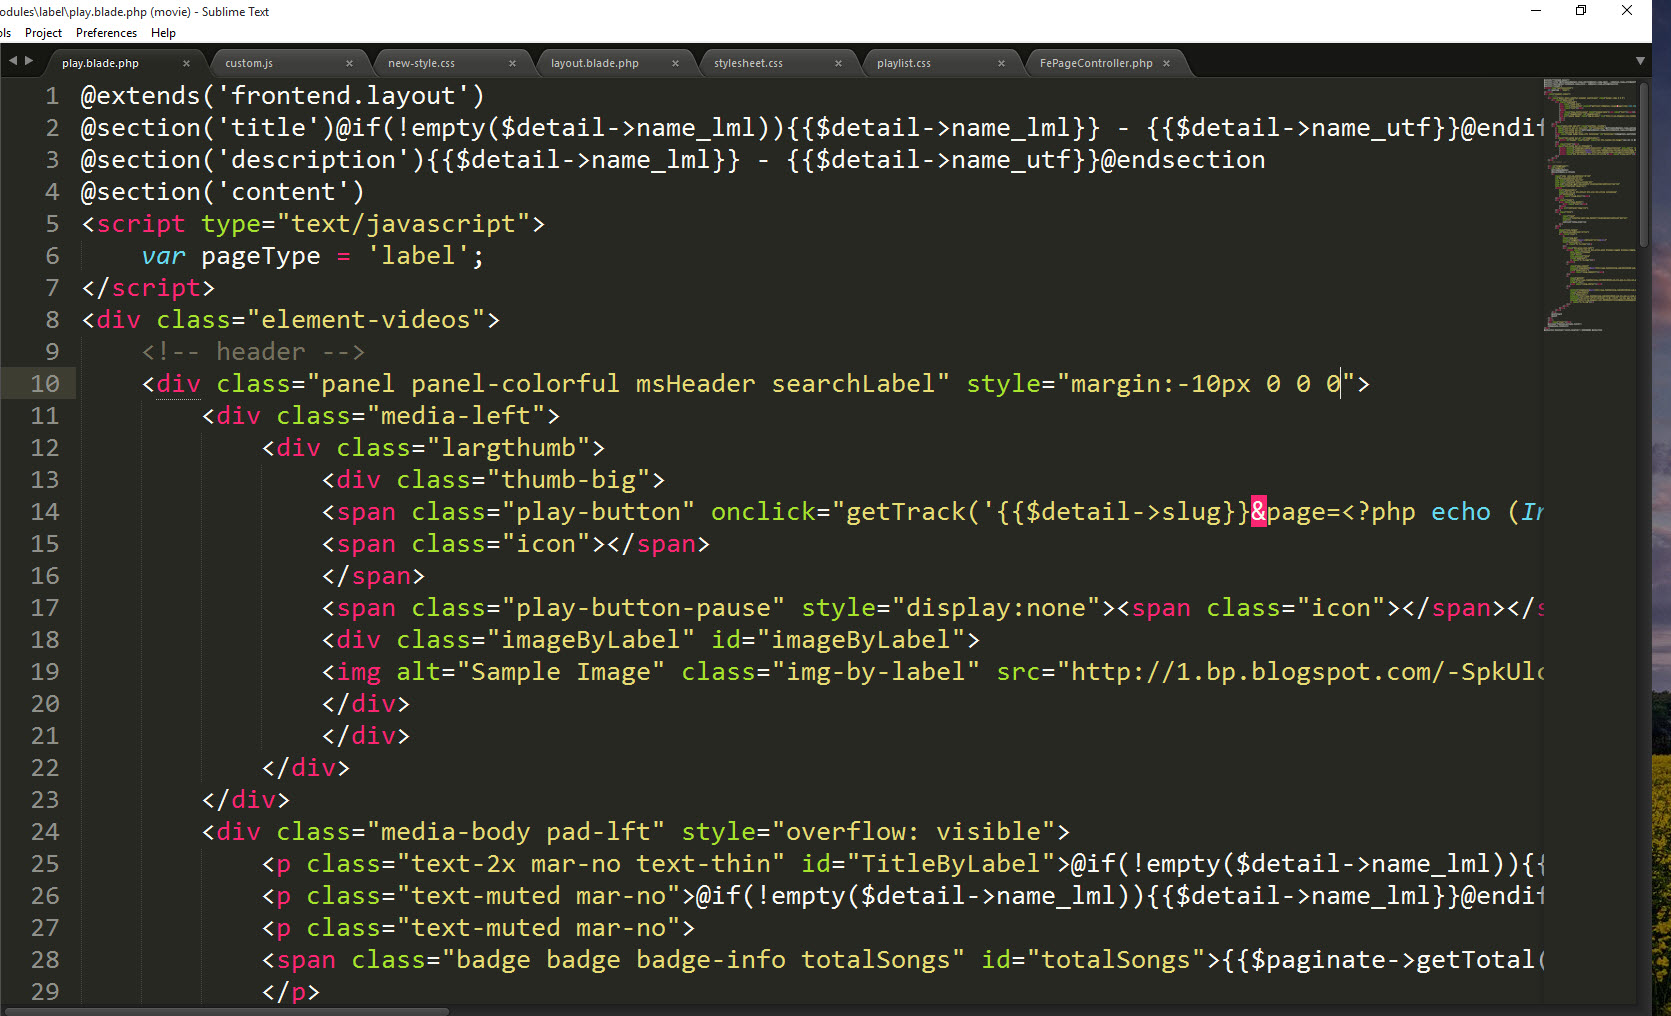 odules\label\play.blade.php (movie) - Sublime Text
ols Project Preferences Help
play.blade.php × custom.js × new-style.css × layout.blade.php × stylesheet.css × playlist.css × FePageController.php ×
1 @extends('frontend.layout')
2 @section('title')@if(!empty($detail->name_lml)){{$detail->name_lml}} - {{$detail->name_utf}}@endif
3 @section('description'){{$detail->name_lml}} - {{$detail->name_utf}}@endsection
4 @section('content')
5 <script type="text/javascript">
6 var pageType = 'label';
7 </script>
8 <div class="element-videos">
9 <!-- header -->
10 <div class="panel panel-colorful msHeader searchLabel" style="margin:-10px 0 0 0">
11 <div class="media-left">
12 <div class="largthumb">
13 <div class="thumb-big">
14 <span class="play-button" onclick="getTrack('{{$detail->slug}}&page=<?php echo (In
15 <span class="icon"></span>
16 </span>
17 <span class="play-button-pause" style="display:none"><span class="icon"></span></s
18 <div class="imageByLabel" id="imageByLabel">
19 <img alt="Sample Image" class="img-by-label" src="http://1.bp.blogspot.com/-SpkUlo
20 </div>
21 </div>
22 </div>
23 </div>
24 <div class="media-body pad-lft" style="overflow: visible">
25 <p class="text-2x mar-no text-thin" id="TitleByLabel">@if(!empty($detail->name_lml)){{
26 <p class="text-muted mar-no">@if(!empty($detail->name_lml)){{$detail->name_lml}}@endif
27 <p class="text-muted mar-no">
28 <span class="badge badge badge-info totalSongs" id="totalSongs">{{$paginate->getTotal(
29 </p>